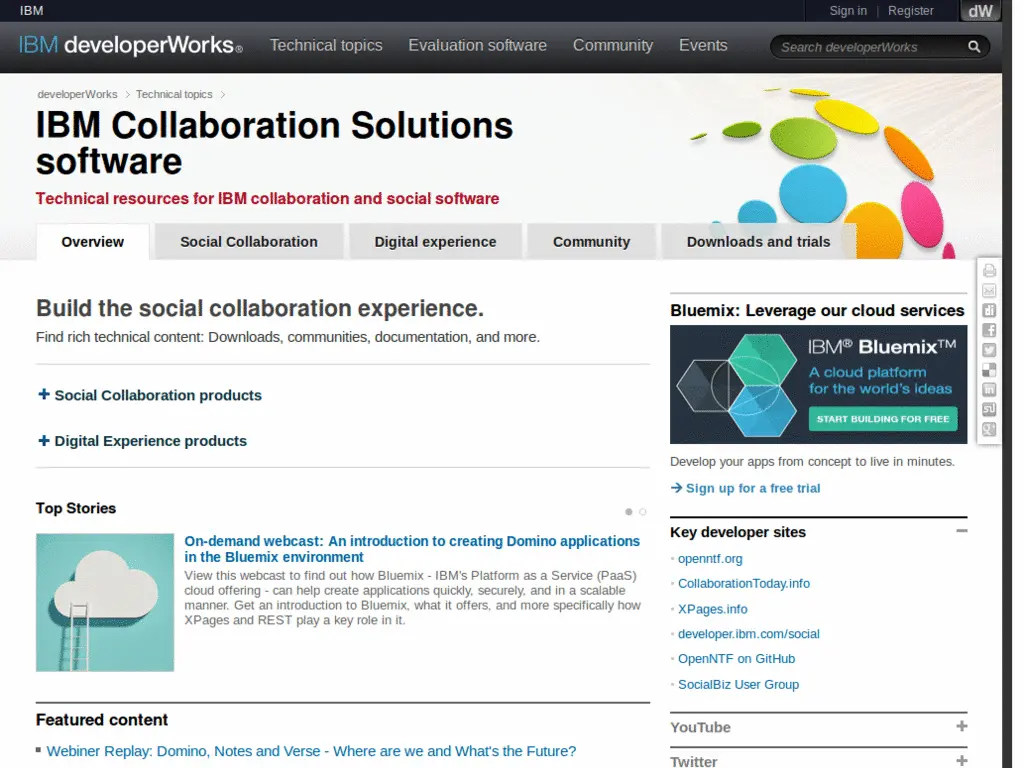 IBM
Sign in | Register
dW
IBM developerWorks®
Technical topics
Evaluation software
Community
Events
Search developerWorks
developerWorks
Technical topics
IBM Collaboration Solutions
software
Technical resources for IBM collaboration and social software
Overview
Social Collaboration
Digital experience
Community
Downloads and trials
Build the social collaboration experience.
Find rich technical content: Downloads, communities, documentation, and more.
Social Collaboration products
Digital Experience products
Top Stories
On-demand webcast: An introduction to creating Domino applications
in the Bluemix environment
View this webcast to find out how Bluemix - IBM's Platform as a Service (PaaS)
cloud offering - can help create applications quickly, securely, and in a scalable
manner. Get an introduction to Bluemix, what it offers, and more specifically how
XPages and REST play a key role in it.
Featured content
Webiner Replay: Domino, Notes and Verse - Where are we and What's the Future?
Bluemix: Leverage our cloud services
IBM® Bluemix™
A cloud platform
for the world's ideas
START BUILDING FOR FREE
Develop your apps from concept to live in minutes.
Sign up for a free trial
Key developer sites
openntf.org
CollaborationToday.info
XPages.info
developer.ibm.com/social
OpenNTF on GitHub
SocialBiz User Group
YouTube
Twitter